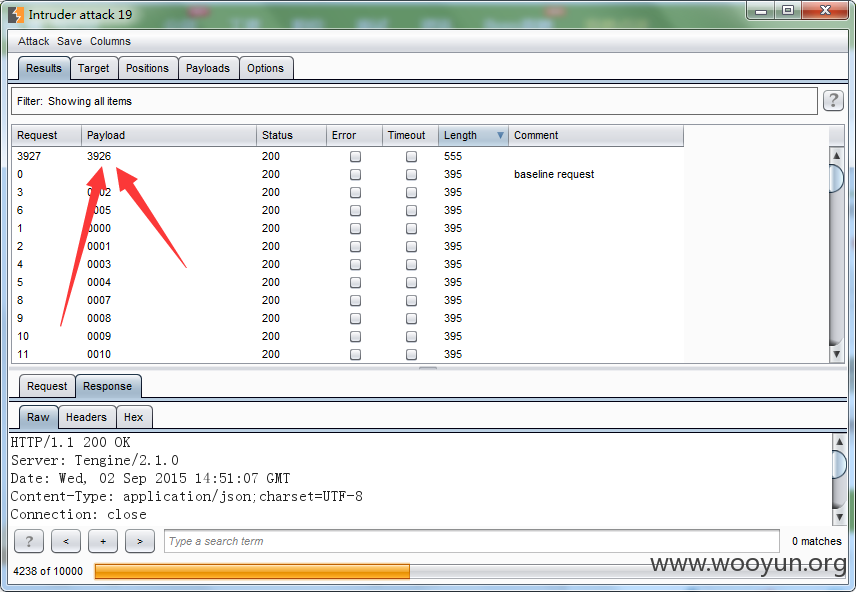 Intruder attack 19
Attack Save Columns
Results Target Positions Payloads Options
Filter: Showing all items ?
Request Payload Status Error Timeout Length Comment
3927 3926 200 555
0 200 395 baseline request
3 0002 200 395
6 0005 200 395
1 0000 200 395
2 0001 200 395
4 0003 200 395
5 0004 200 395
8 0007 200 395
9 0008 200 395
10 0009 200 395
11 0010 200 395
Request Response
Raw Headers Hex
HTTP/1.1 200 OK
Server: Tengine/2.1.0
Date: Wed, 02 Sep 2015 14:51:07 GMT
Content-Type: application/json;charset=UTF-8
Connection: close
? < + > Type a search term 0 matches
www.wooyun.org
4238 of 10000